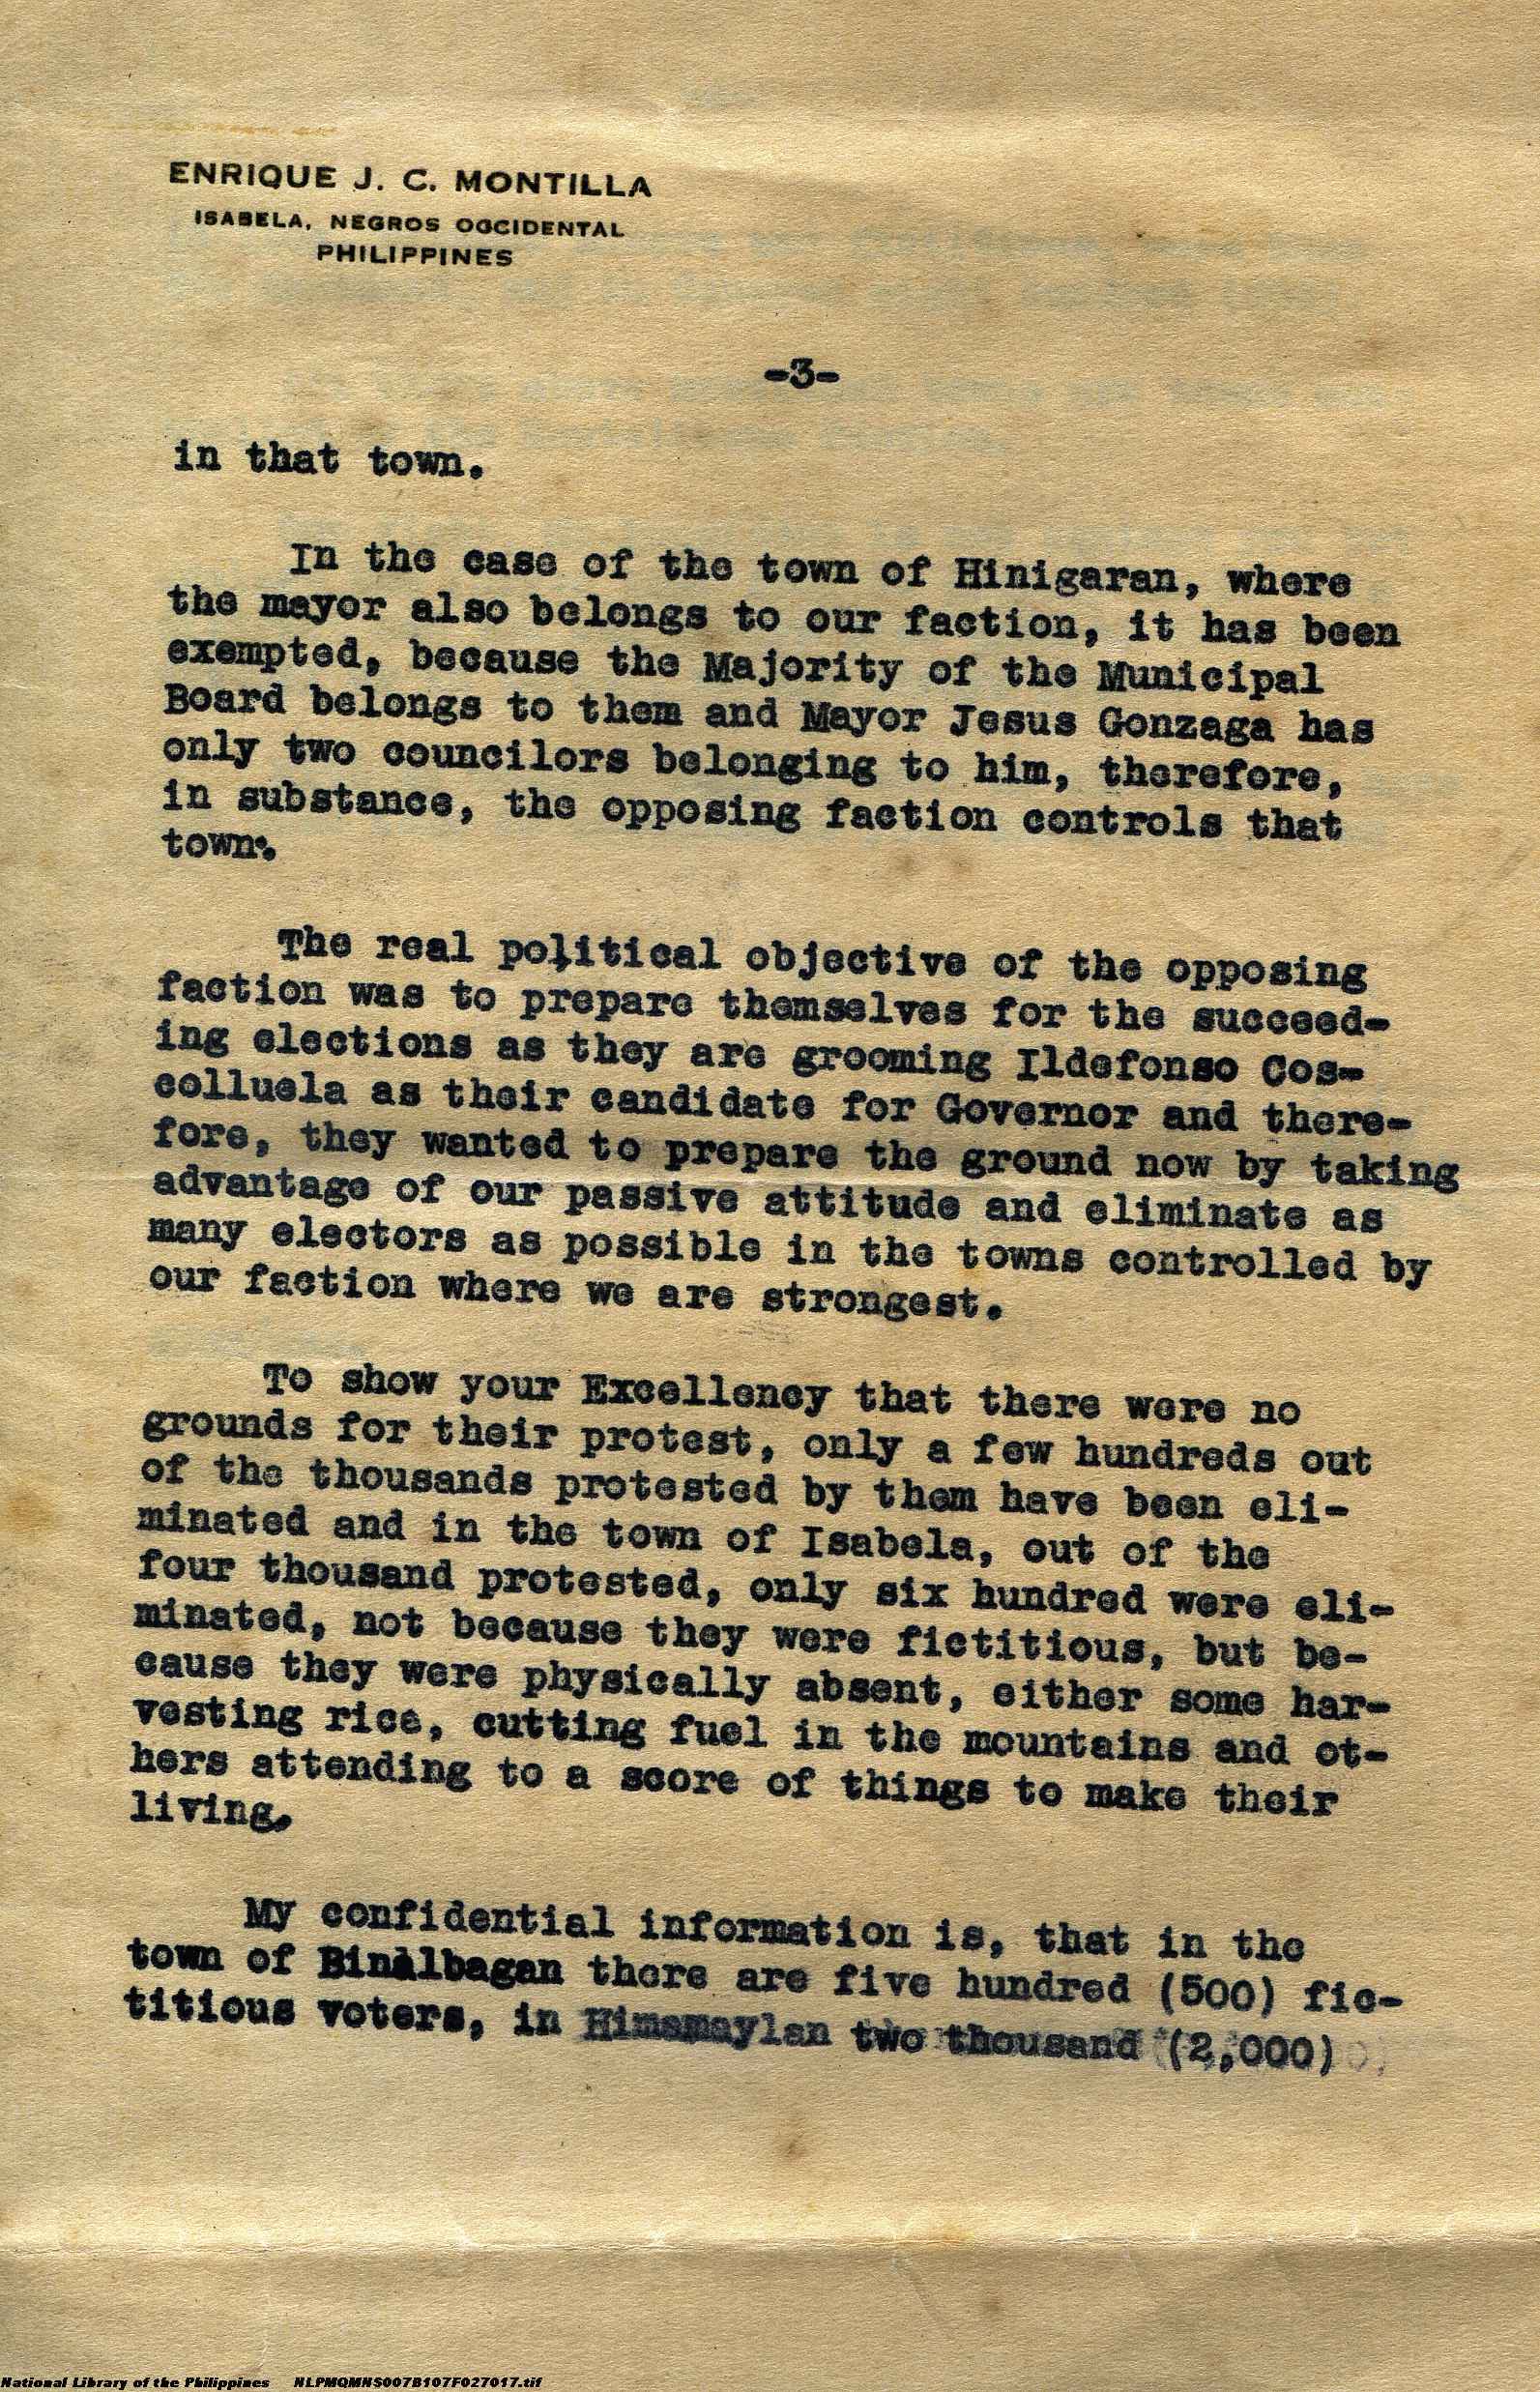 ENRIQUE J. C. MONTILLA
ISABELA, NEGROS OCCIDENTAL
PHILIPPINES
-3-
in that town.
In the case of the town of Hinigaran, where
the mayor also belongs to our faction, it has been
exempted, because the Majority of the Municipal
Board belongs to them and Mayor Jesus Gonzaga has
only two councilors belonging to him, therefore,
in substance, the opposing faction controls that
town.
The real political objective of the opposing
faction was to prepare themselves for the succeed-
ing elections as they are grooming Ildefonso Cos-
colluela as their candidate for Governor and there-
fore, they wanted to prepare the ground now by taking
advantage of our passive attitude and eliminate as
many electors as possible in the towns controlled by
our faction where we are strongest.
To show your Excellency that there were no
grounds for their protest, only a few hundreds out
of the thousands protested by them have been eli-
minated and in the town of Isabela, out of the
four thousand protested, only six hundred were eli-
minated, not because they were fictitious, but be-
cause they were physically absent, either some har-
vesting rice, cutting fuel in the mountains and ot-
hers attending to a score of things to make their
living.
My confidential information is, that in the
town of Binalbagan there are five hundred (500) fic-
titious voters, in Himamaylan two thousand (2,000)
National Library of the Philippines NLPMQMNS007B107F027017.tif